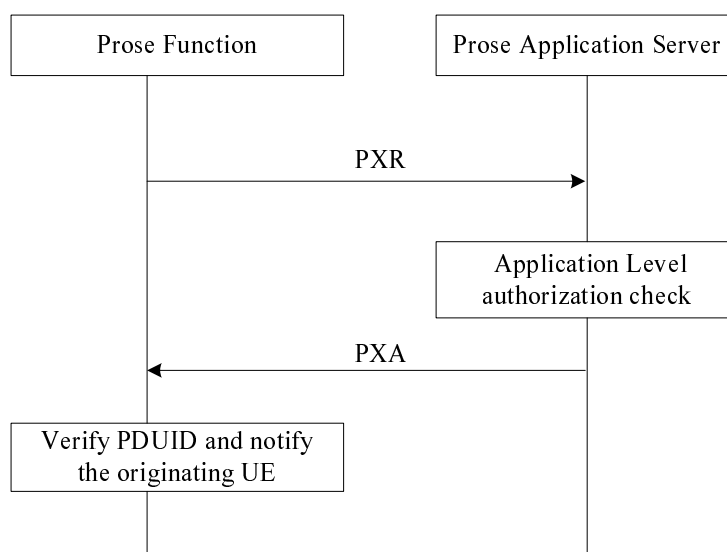 Prose Function
Prose Application Server
PXR
Application Level
authorization check
PXA
Verify PDUID and notify
the originating UE